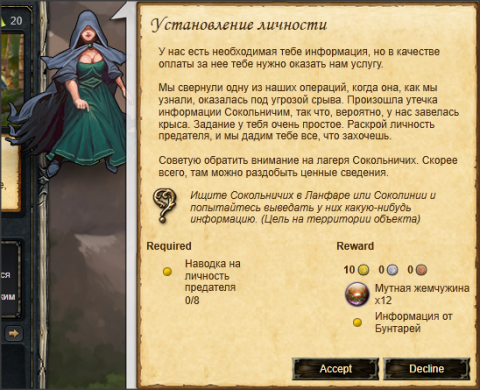 20
Установление личности
У нас есть необходимая тебе информация, но в качестве
оплаты за нее тебе нужно оказать нам услугу.
Мы свернули одну из наших операций, когда она, как мы
узнали, оказалась под угрозой срыва. Произошла утечка
информации Сокольничим, так что, вероятно, у нас завелась
крыса. Задание у тебя очень простое. Раскрой личность
предателя, и мы дадим тебе все, что захочешь.
Советую обратить внимание на лагеря Сокольничих. Скорее
всего, там можно раздобыть ценные сведения.
Ищите Сокольничих в Ланфаре или Соколинии и
попытайтесь выведать у них какую-нибудь
информацию. (Цель на территории объекта)
Required
Наводка на
личность
предателя
0/8
Reward
10 0 0
Мутная жемчужина
x12
Информация от
Бунтарей
Accept
Decline